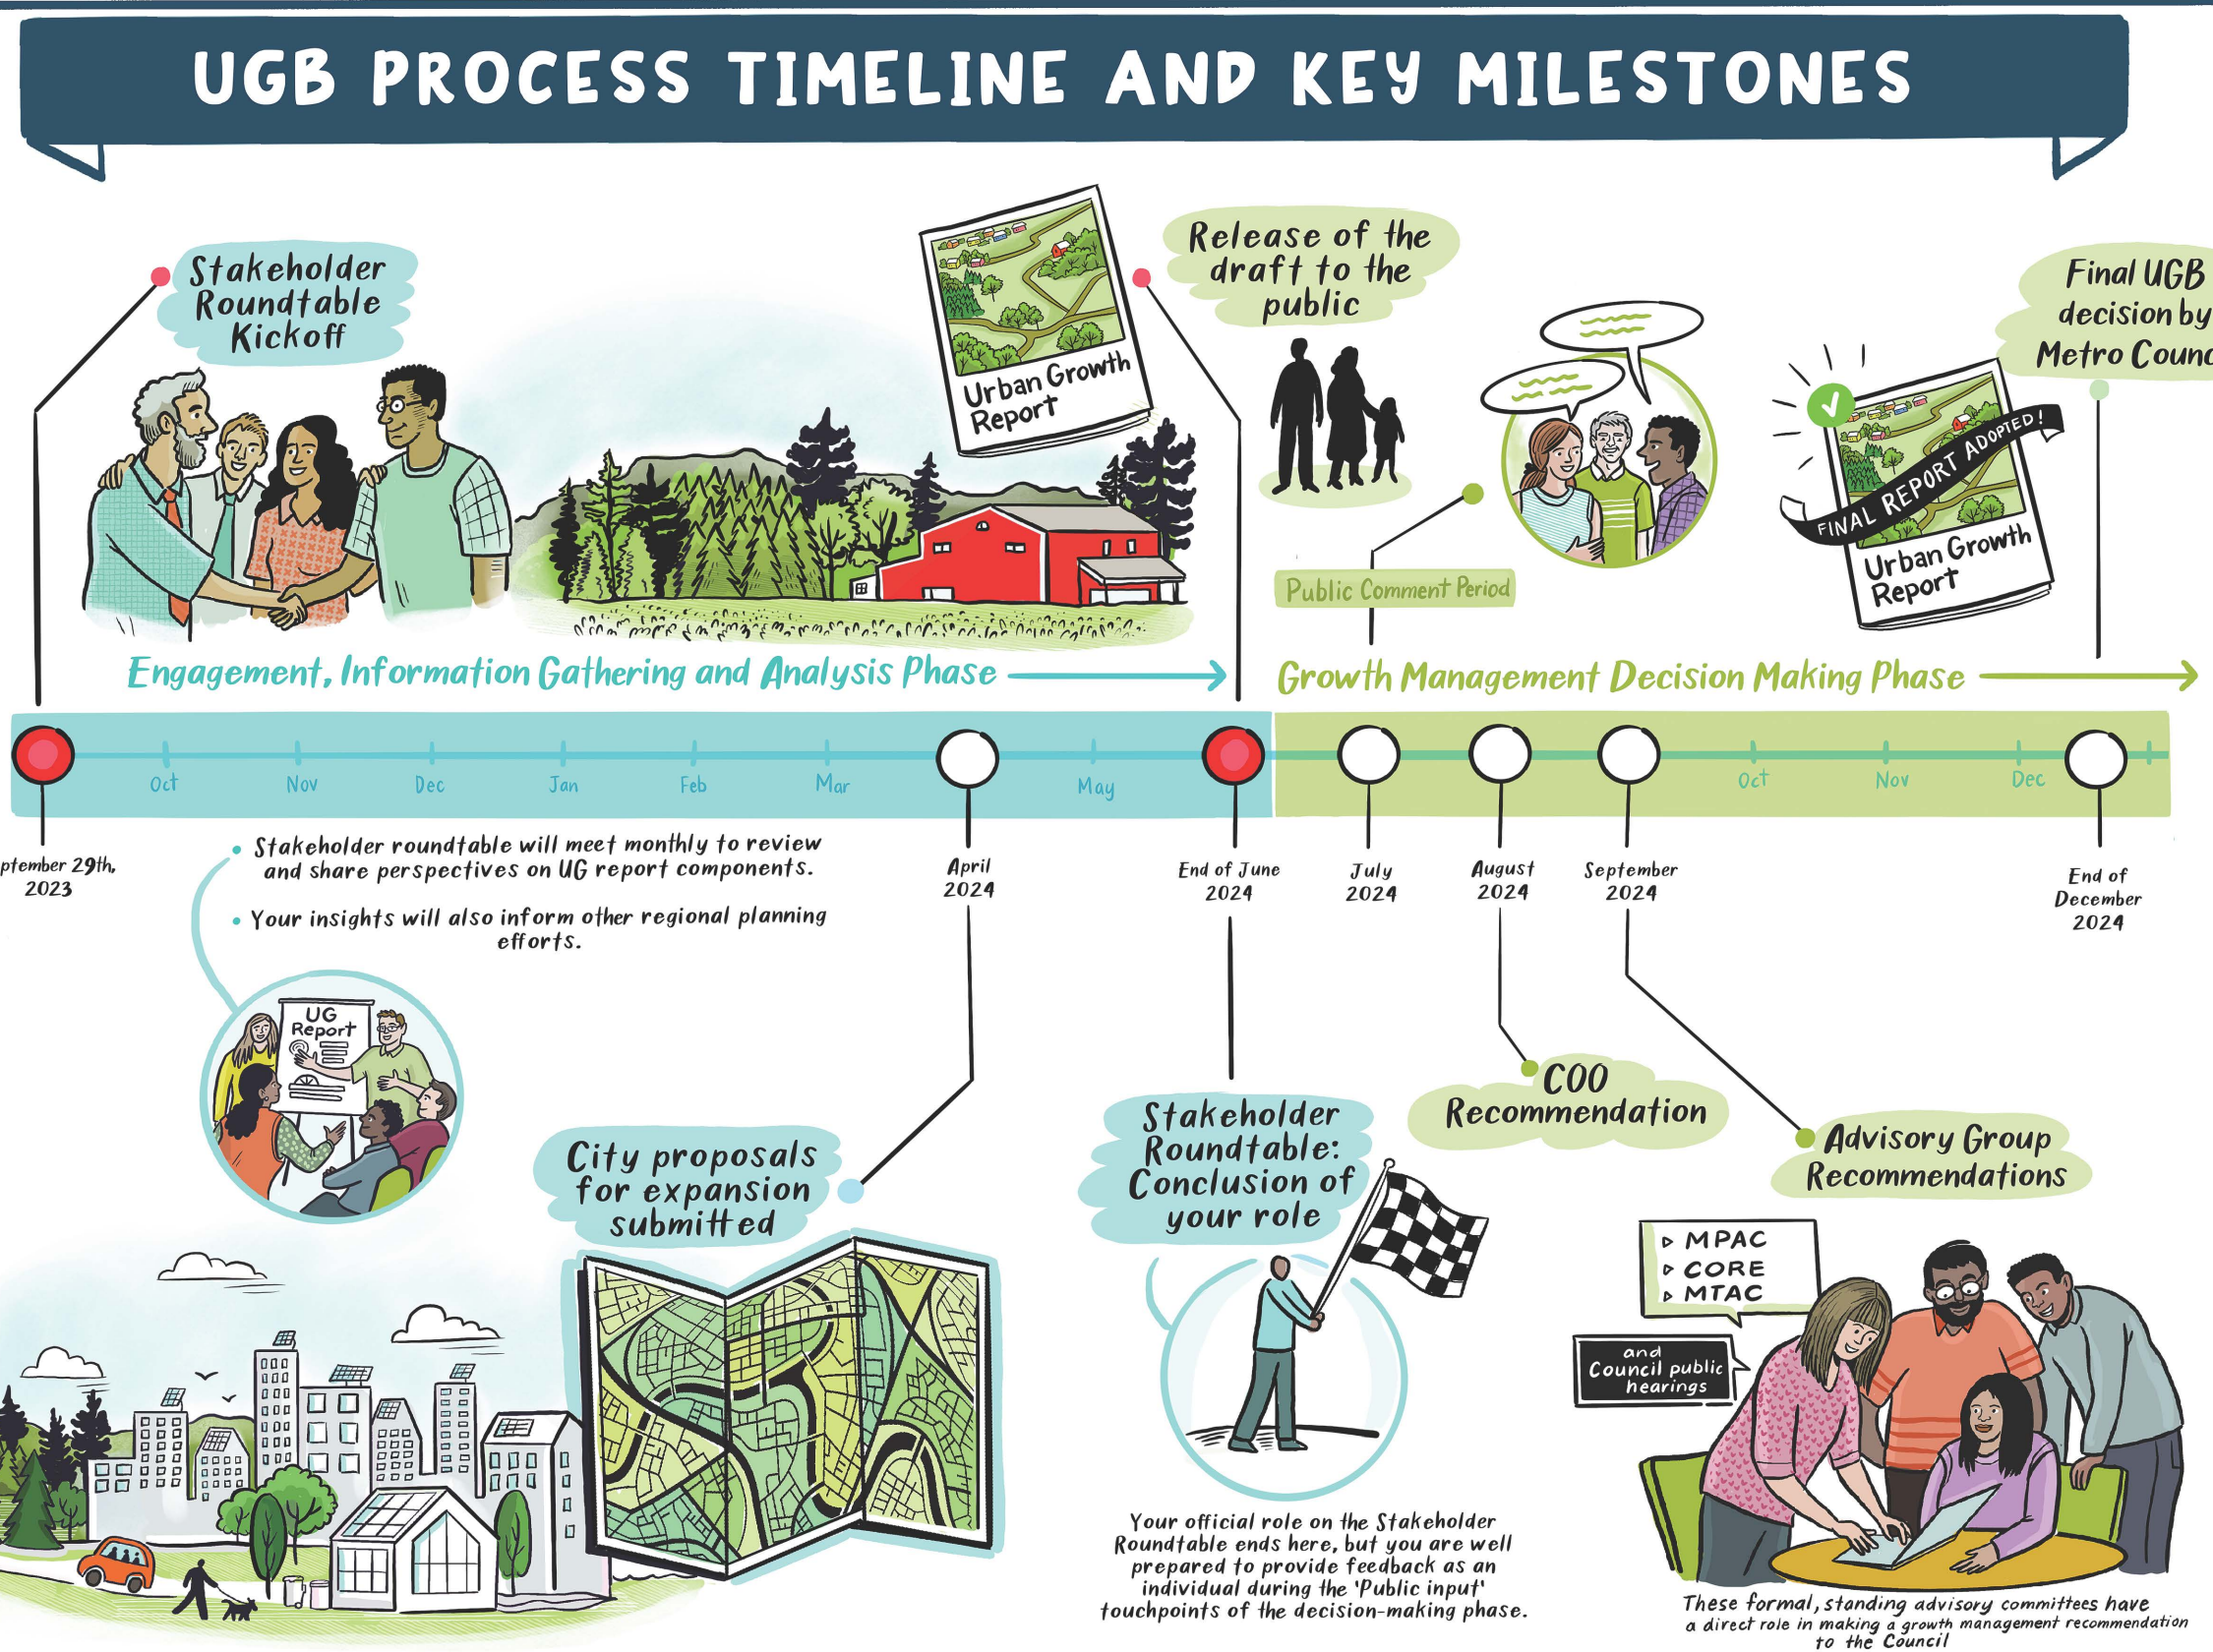 UGB PROCESS TIMELINE AND KEY MILESTONES
Stakeholder
Roundtable
Kickoff
Urban Growth
Report
Release of the
draft to the
public
Public Comment Period
FINAL REPORT ADOPTED!
Urban Growth
Report
Final UGB
decision by
Metro Counc
Engagement, Information Gathering and Analysis Phase
Growth Management Decision Making Phase
Oct
Nov
Dec
Jan
Feb
Mar
May
Oct
Nov
Dec
ptember 29th,
2023
April
2024
End of June
2024
July
2024
August
2024
September
2024
End of
December
2024
• Stakeholder roundtable will meet monthly to review
and share perspectives on UG report components.
• Your insights will also inform other regional planning
efforts.
UG
Report
City proposals
for expansion
submitted
Stakeholder
Roundtable:
Conclusion of
your role
COO
Recommendation
Advisory Group
Recommendations
▹ MPAC
▹ CORE
▹ MTAC
and
Council public
hearings
Your official role on the Stakeholder
Roundtable ends here, but you are well
prepared to provide feedback as an
individual during the 'Public input'
touchpoints of the decision-making phase.
These formal, standing advisory committees have
a direct role in making a growth management recommendation
to the Council